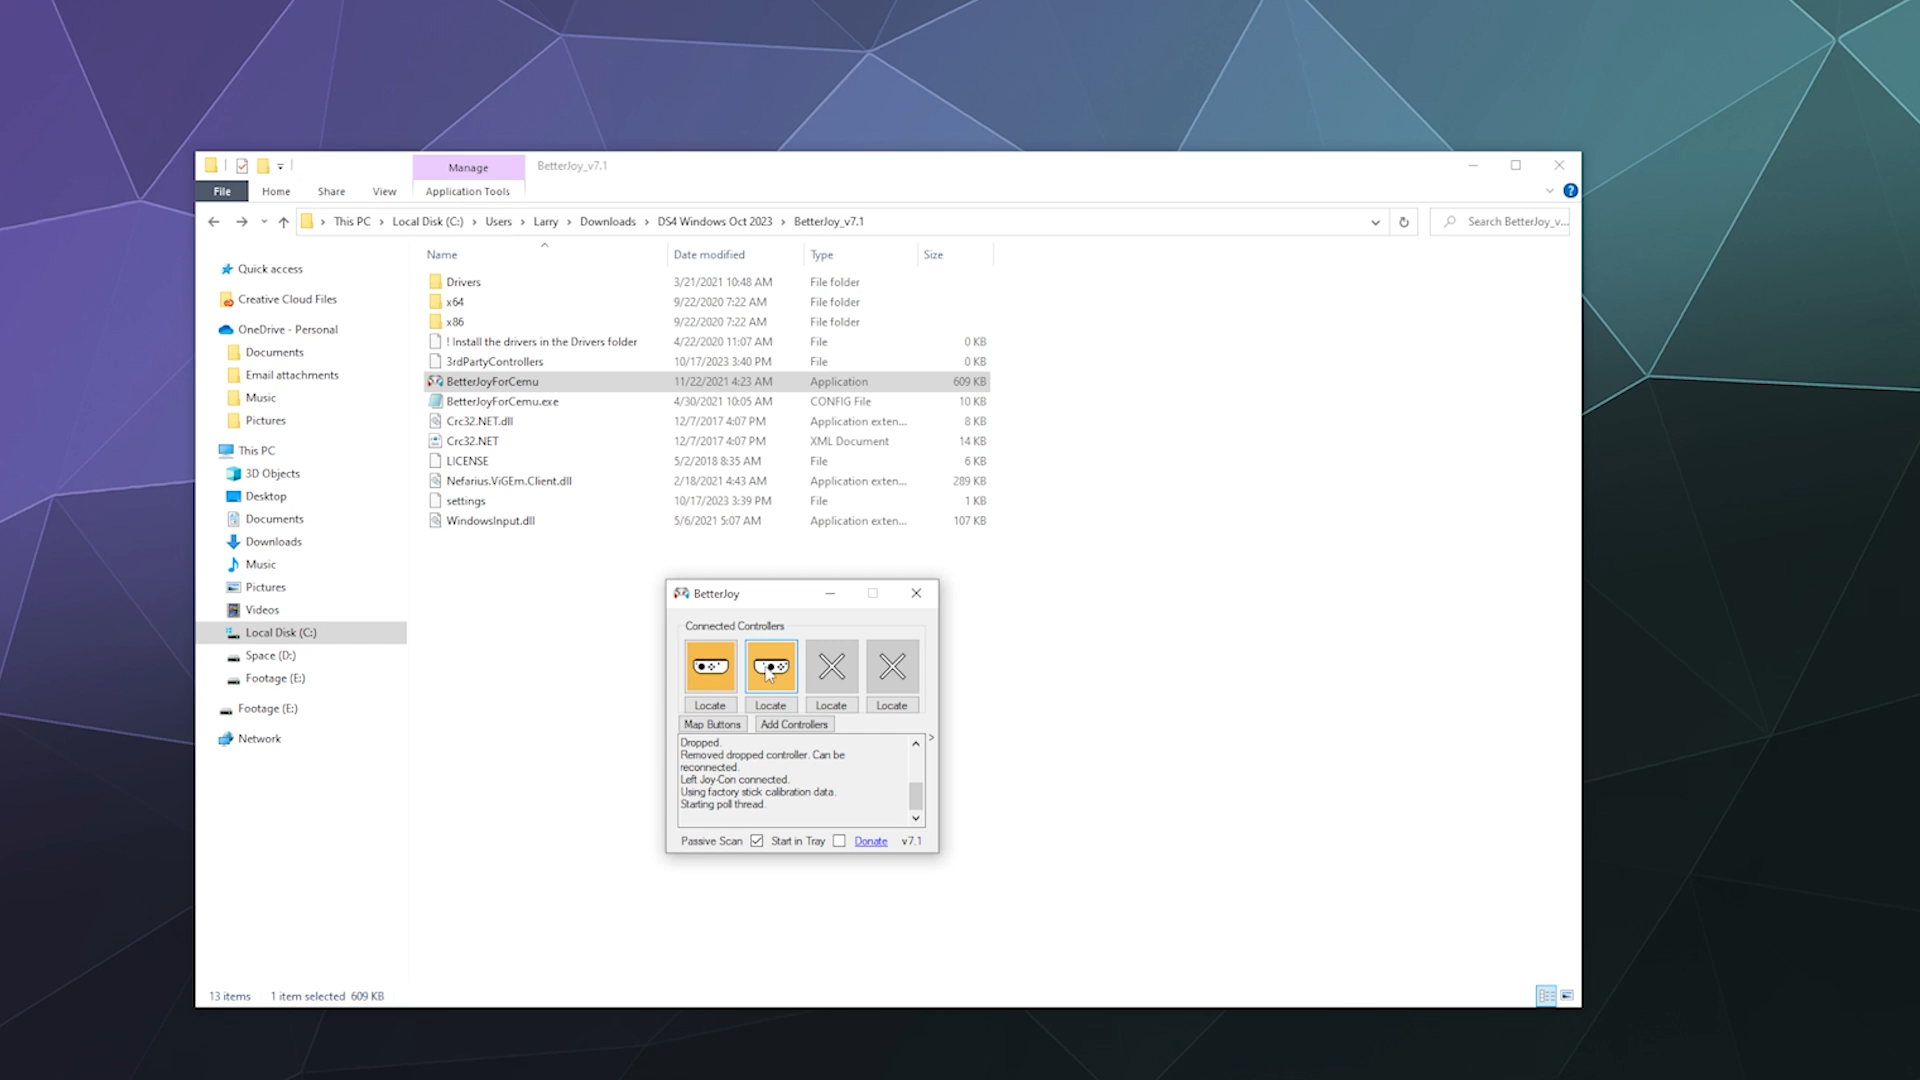 Manage
BetterJoy_v7.1
File
Home
Share
View
Application Tools
This PC
Local Disk (C:)
Users
Larry
Downloads
DS4 Windows Oct 2023
BetterJoy_v7.1
Search BetterJoy_v...
Name
Date modified
Type
Size
Quick access
Creative Cloud Files
OneDrive - Personal
Documents
Email attachments
Music
Pictures
This PC
3D Objects
Desktop
Documents
Downloads
Music
Pictures
Videos
Local Disk (C:)
Space (D:)
Footage (E:)
Footage (E:)
Network
Drivers 3/21/2021 10:48 AM File folder
x64 9/22/2020 7:22 AM File folder
x86 9/22/2020 7:22 AM File folder
! Install the drivers in the Drivers folder 4/22/2020 11:07 AM File 0 KB
3rdPartyControllers 10/17/2023 3:40 PM File 0 KB
BetterJoyForCemu 11/22/2021 4:23 AM Application 609 KB
BetterJoyForCemu.exe 4/30/2021 10:05 AM CONFIG File 10 KB
Crc32.NET.dll 12/7/2017 4:07 PM Application exten... 8 KB
Crc32.NET 12/7/2017 4:07 PM XML Document 14 KB
LICENSE 5/2/2018 8:35 AM File 6 KB
Nefarius.ViGEm.Client.dll 2/18/2021 4:43 AM Application exten... 289 KB
settings 10/17/2023 3:39 PM File 1 KB
WindowsInput.dll 5/6/2021 5:07 AM Application exten... 107 KB
BetterJoy
Connected Controllers
Locate Locate Locate Locate
Map Buttons Add Controllers
>
Dropped.
Removed dropped controller. Can be
reconnected.
Left Joy-Con connected.
Using factory stick calibration data.
Starting poll thread.
Passive Scan Start in Tray Donate v7.1
13 items 1 item selected 609 KB